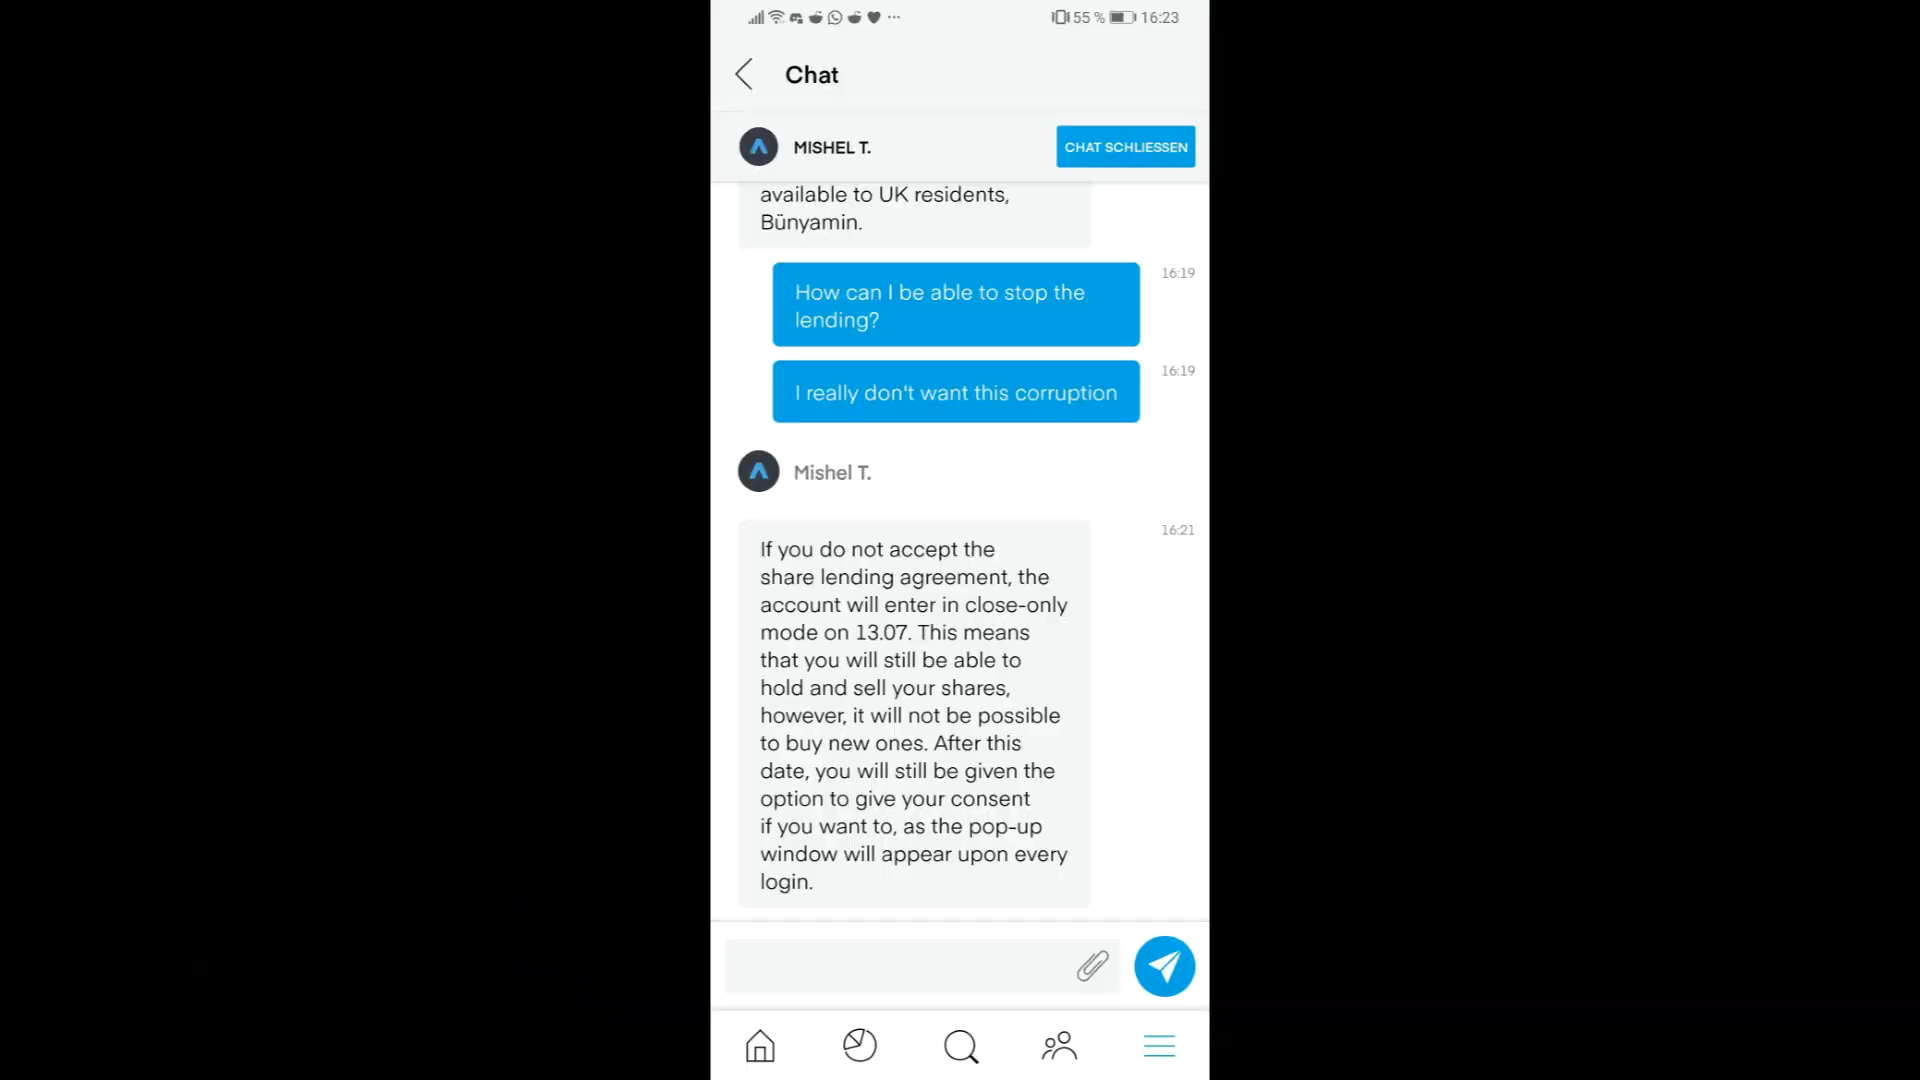 55 % 16:23
Chat
MISHEL T.
CHAT SCHLIESSEN
available to UK residents,
Bünyamin.
16:19
How can I be able to stop the
lending?
16:19
I really don't want this corruption
Mishel T.
16:21
If you do not accept the
share lending agreement, the
account will enter in close-only
mode on 13.07. This means
that you will still be able to
hold and sell your shares,
however, it will not be possible
to buy new ones. After this
date, you will still be given the
option to give your consent
if you want to, as the pop-up
window will appear upon every
login.